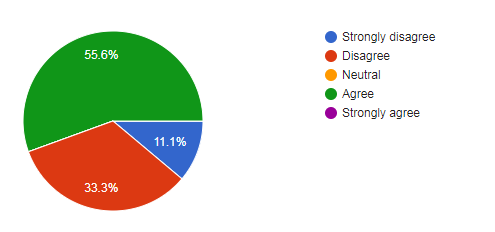 55.6%
11.1%
33.3%
Strongly disagree
Disagree
Neutral
Agree
Strongly agree